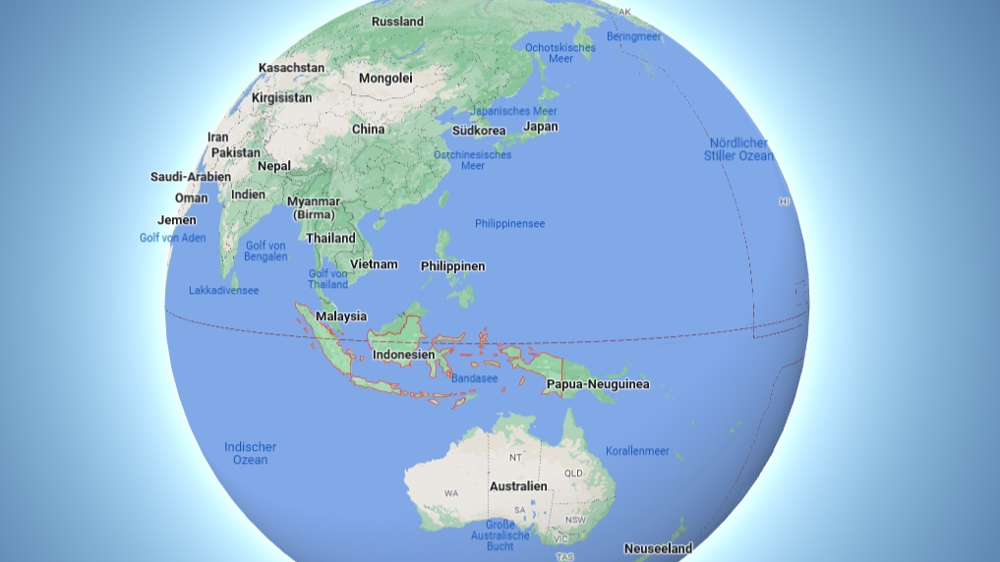 AK
Russland
Beringmeer
Ochotskisches
Meer
Kasachstan
Mongolei
Kirgisistan
Japanisches Meer
China
Südkorea
Japan
Iran
Pakistan
Nördlicher
Stiller Ozean
Ostchinesisches
Meer
Nepal
Saudi-Arabien
Indien
Oman
Myanmar
(Birma)
HI
Jemen
Philippinensee
Golf von Aden
Thailand
Golf von
Bengalen
Vietnam
Philippinen
Golf von
Thailand
Lakkadivensee
Malaysia
Indonesien
Bandasee
Papua-Neuguinea
Indischer
Ozean
Korallenmeer
NT
QLD
Australien
WA
SA
NSW
Große
Australische
Bucht
VIC
Neuseeland
TAS